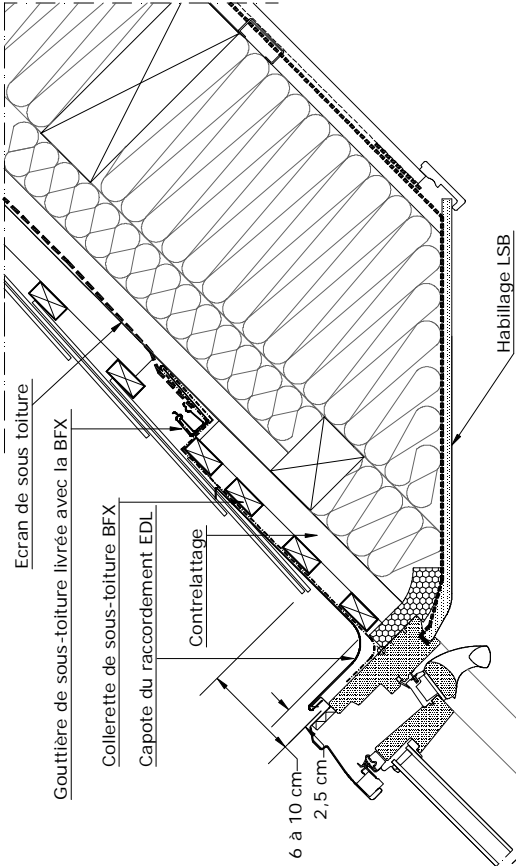 Ecran de sous toiture
Gouttière de sous-toiture livrée avec la BFX
Collerette de sous-toiture BFX
Capote du raccordement EDL
Contrelattage
6 à 10 cm
2,5 cm
Habillage LSB